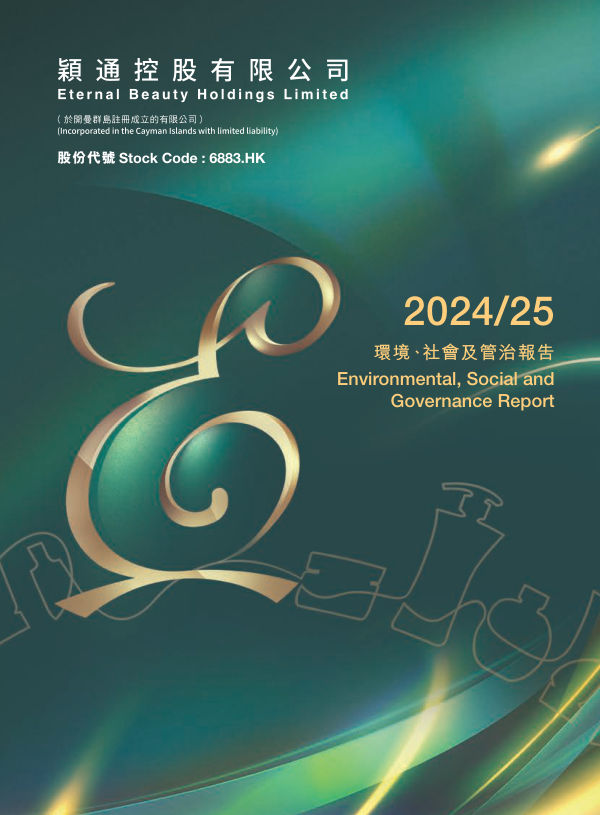 穎通控股有限公司
Eternal Beauty Holdings Limited
（於開曼群島註冊成立的有限公司）
(Incorporated in the Cayman Islands with limited liability)
股份代號 Stock Code : 6883.HK
2024/25
環境、社會及管治報告
Environmental, Social and
Governance Report